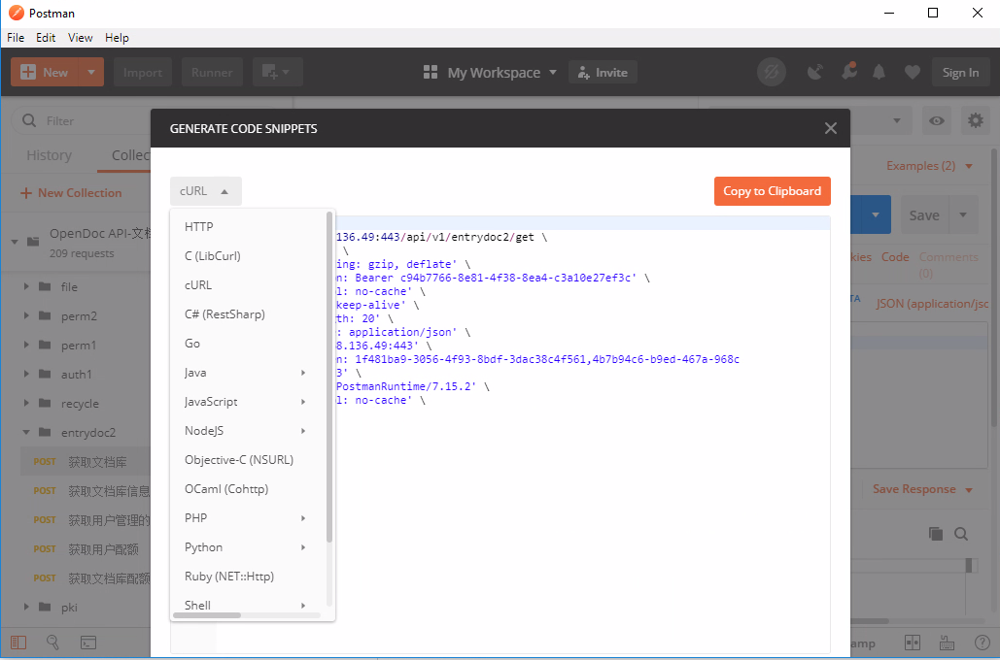 Postman
File Edit View Help
New Import Runner My Workspace Invite Sign In
Filter
GENERATE CODE SNIPPETS
History Collec
Examples (2)
New Collection
cURL
Copy to Clipboard
Save
OpenDoc API-文档
209 requests
HTTP
C (LibCurl)
cURL
C# (RestSharp)
Go
Java
JavaScript
NodeJS
Objective-C (NSURL)
OCaml (Cohttp)
PHP
Python
Ruby (NET::Http)
Shell
.136.49:443/api/v1/entrydoc2/get \
\
ing: gzip, deflate' \
n: Bearer c94b7766-8e81-4f38-8ea4-c3a10e27ef3c' \
l: no-cache' \
keep-alive' \
th: 20' \
: application/json' \
8.136.49:443' \
n: 1f481ba9-3056-4f93-8bdf-3dac38c4f561,4b7b94c6-b9ed-467a-968c
3' \
PostmanRuntime/7.15.2' \
l: no-cache' \
kies Code Comments
(0)
TA JSON (application/jsc
file
perm2
perm1
auth1
recycle
entrydoc2
POST 获取文档库
POST 获取文档库信息
POST 获取用户管理的
POST 获取用户配额
POST 获取文档库配额
pki
Save Response
amp